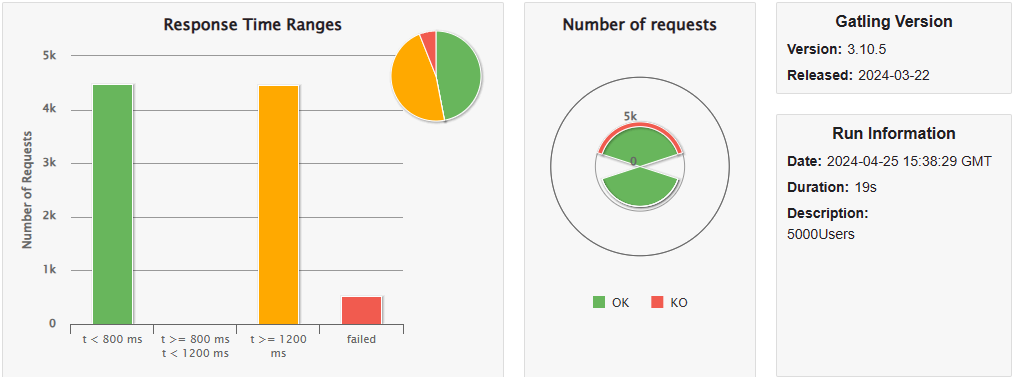 Response Time Ranges
5k
4k
3k
2k
1k
0
Number of Requests
t < 800 ms
t >= 800 ms
t < 1200 ms
t >= 1200
ms
failed
Number of requests
5k
0
OK
KO
Gatling Version
Version: 3.10.5
Released: 2024-03-22
Run Information
Date: 2024-04-25 15:38:29 GMT
Duration: 19s
Description:
5000Users